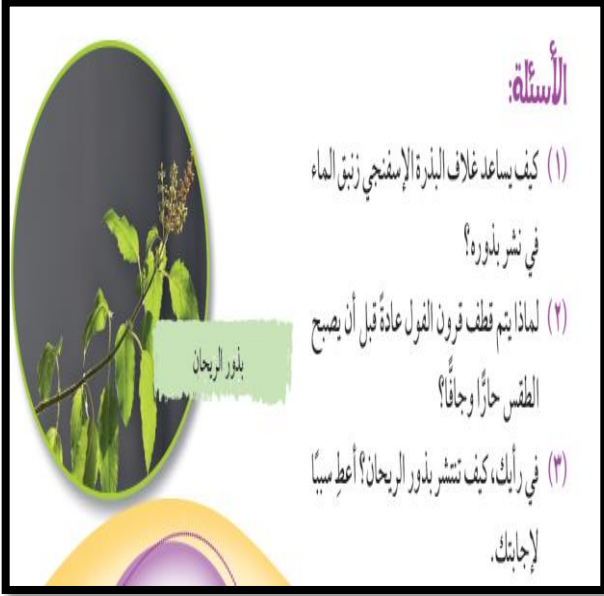 الأسئلة:
(١) كيف يساعد غلاف البذرة الإسفنجي زنبق الماء
في نشر بذوره؟
(٢) لماذا يتم قطف قرون الفول عادةً قبل أن يصبح
الطقس حارًّا وجافًّا؟
(٣) في رأيك، كيف تنتشر بذور الريحان؟ أعطِ سببًا
لإجابتك.
بذور الريحان